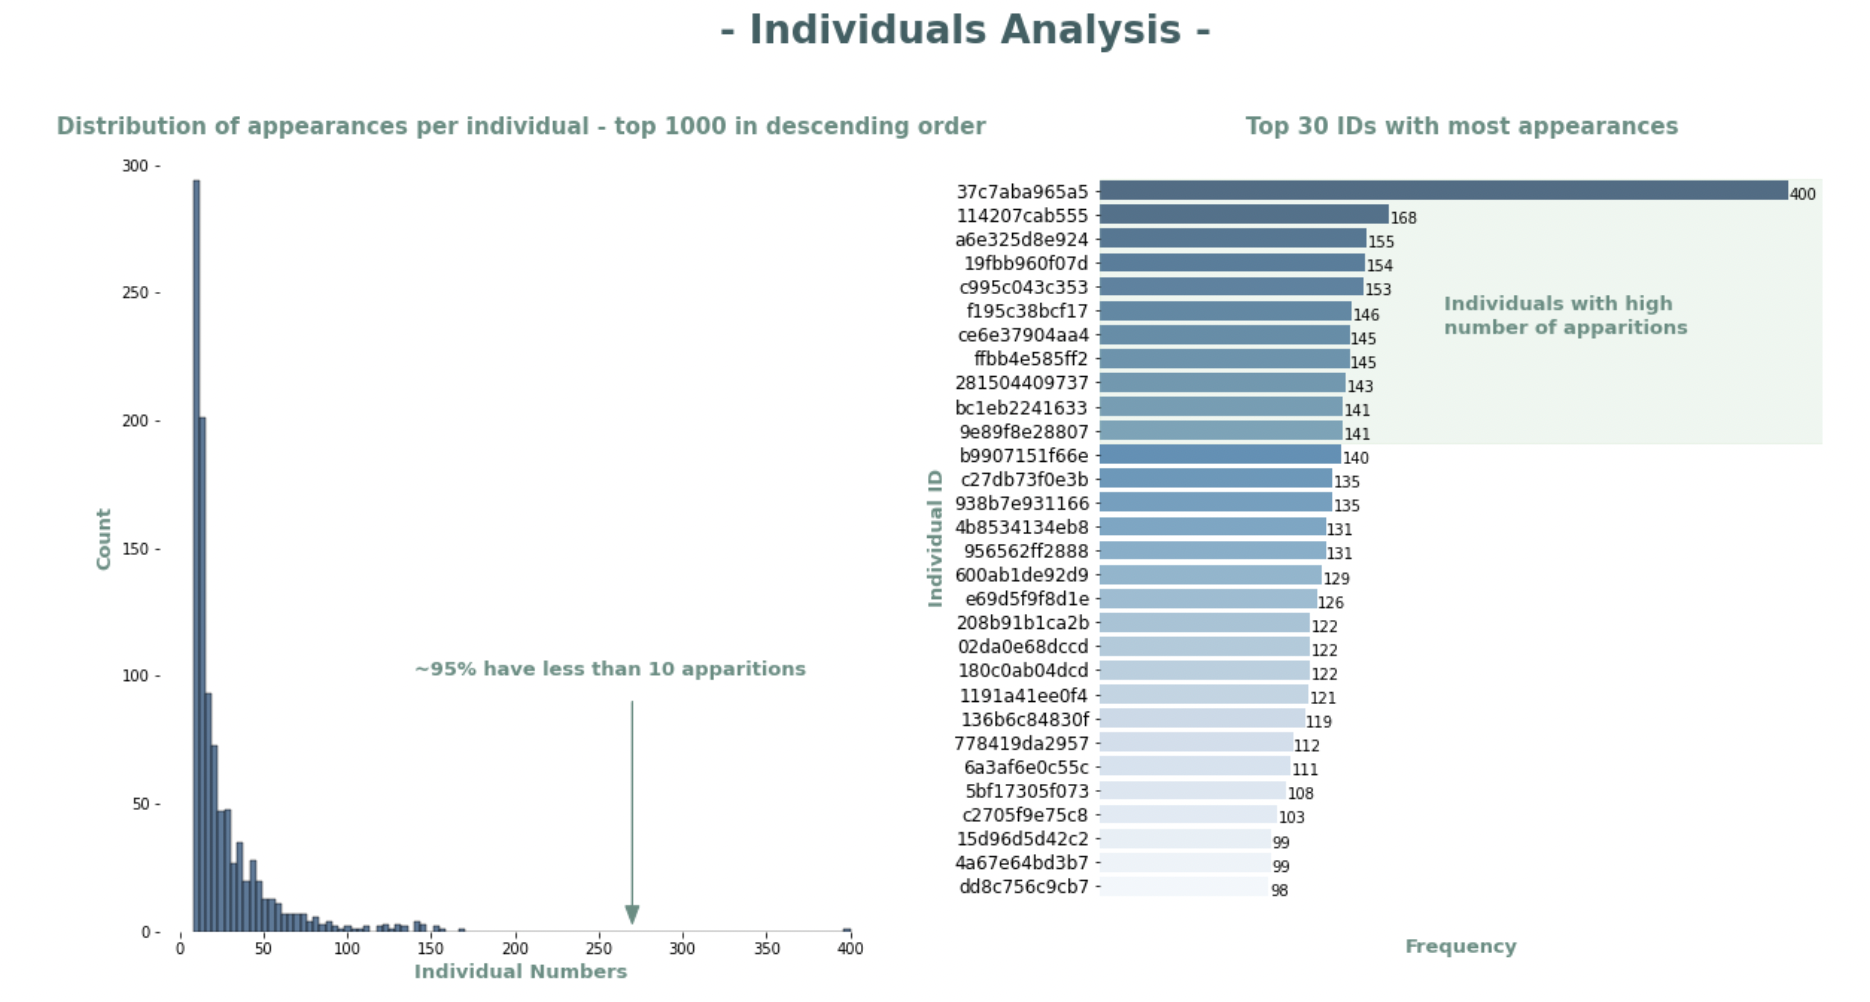 - Individuals Analysis -
Distribution of appearances per individual - top 1000 in descending order
300
250
200
150
100
50
0
Count
~95% have less than 10 apparitions
0 50 100 150 200 250 300 350 400
Individual Numbers
Top 30 IDs with most appearances
Individual ID
37c7aba965a5 400
114207cab555 168
a6e325d8e924 155
19fbb960f07d 154
c995c043c353 153
f195c38bcf17 146
ce6e37904aa4 145
ffbb4e585ff2 145
281504409737 143
bc1eb2241633 141
9e89f8e28807 141
b9907151f66e 140
c27db73f0e3b 135
938b7e931166 135
4b8534134eb8 131
956562ff2888 131
600ab1de92d9 129
e69d5f9f8d1e 126
208b91b1ca2b 122
02da0e68dccd 122
180c0ab04dcd 122
1191a41ee0f4 121
136b6c84830f 119
778419da2957 112
6a3af6e0c55c 111
5bf17305f073 108
c2705f9e75c8 103
15d96d5d42c2 99
4a67e64bd3b7 99
dd8c756c9cb7 98
Individuals with high
number of apparitions
Frequency